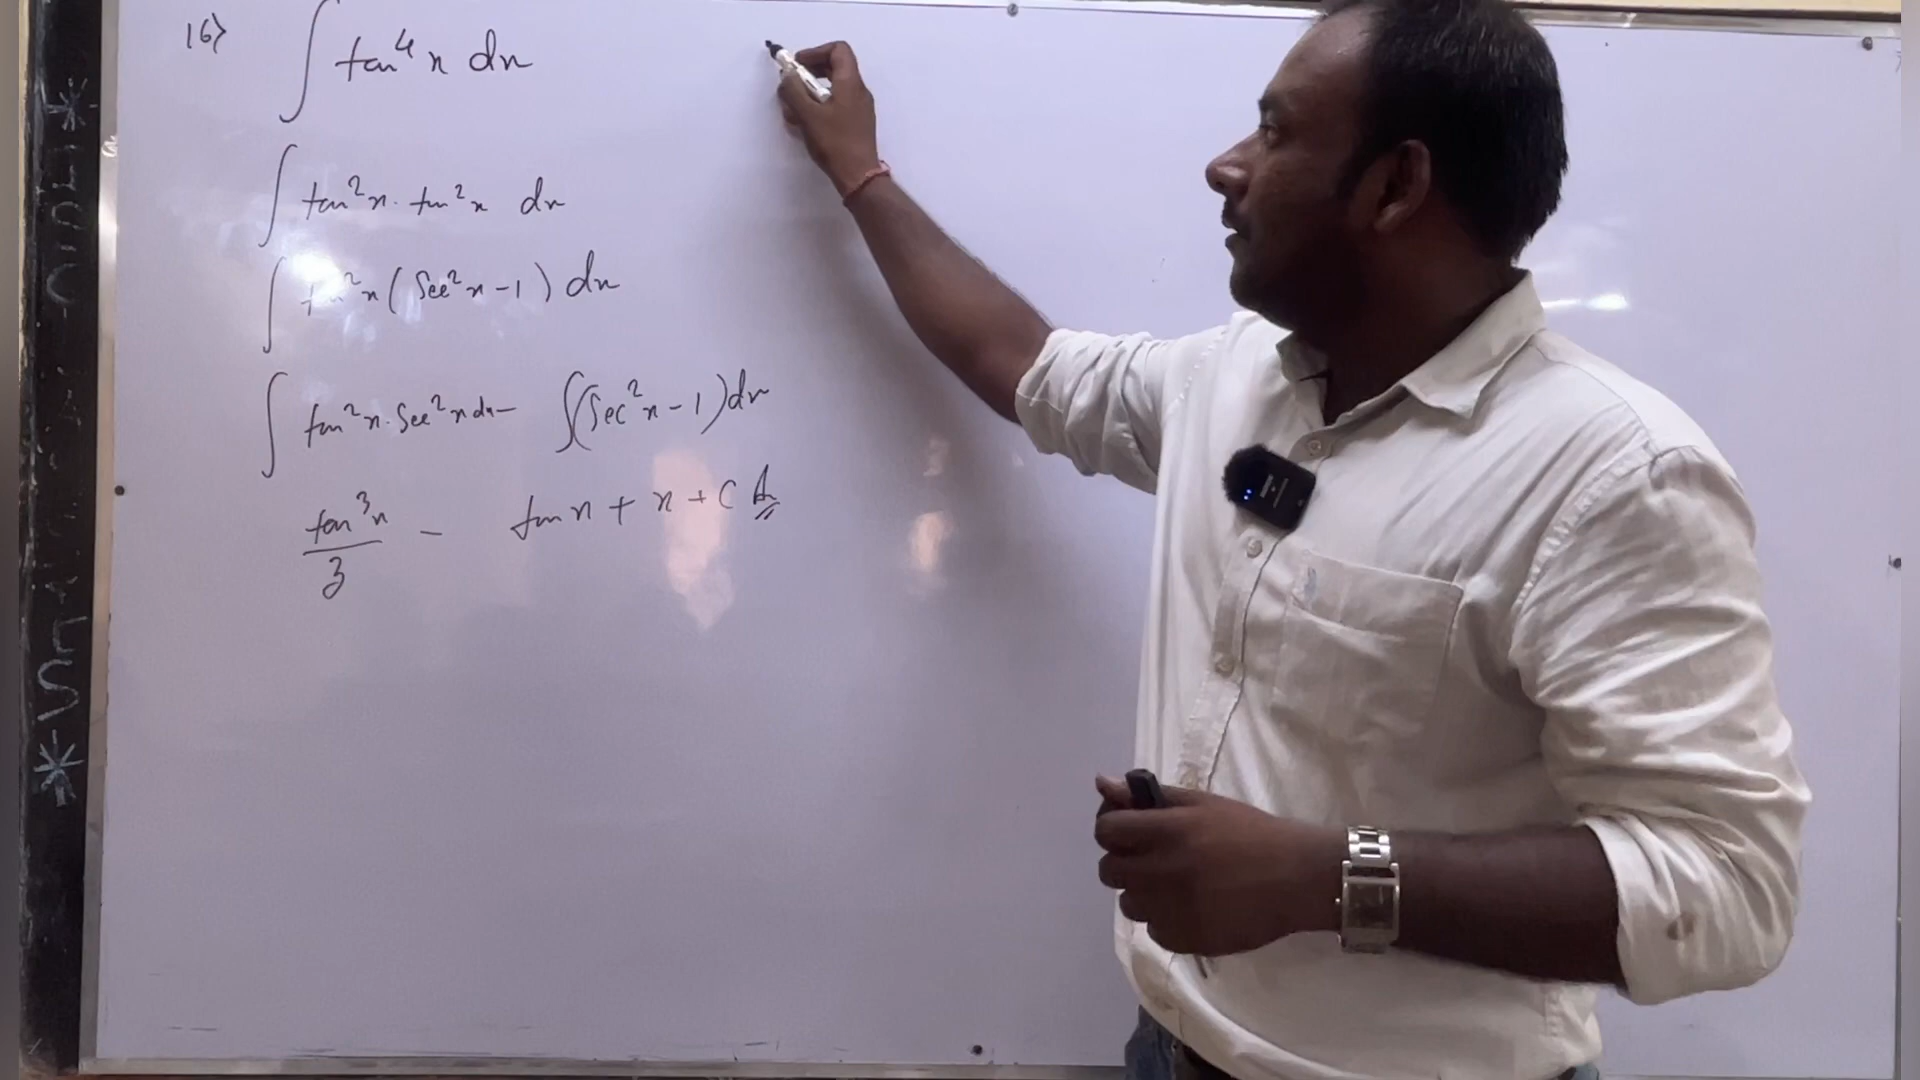 16) ∫ tan⁴x dx
∫ tan²x · tan²x dx
∫ tan²x (Sec²x - 1) dx
∫ tan²x · Sec²x dx - ∫(Sec²x - 1) dx
tan³x/3 - tan x + x + C